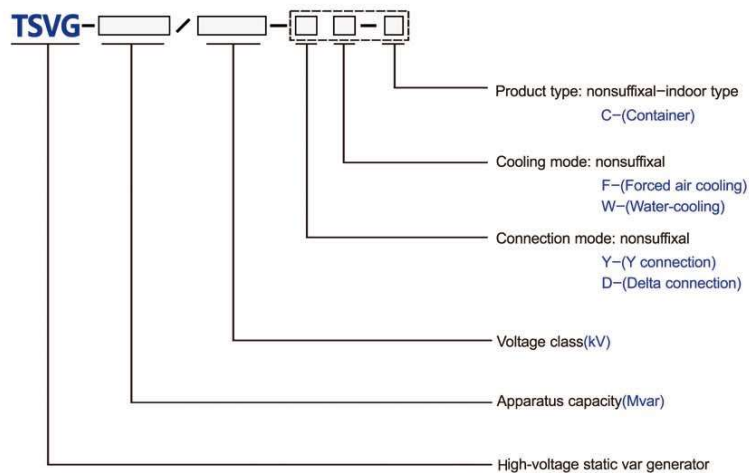 TSVG- / - -
Product type: nonsuffixal-indoor type
C-(Container)
Cooling mode: nonsuffixal
F-(Forced air cooling)
W-(Water-cooling)
Connection mode: nonsuffixal
Y-(Y connection)
D-(Delta connection)
Voltage class(kV)
Apparatus capacity(Mvar)
High-voltage static var generator